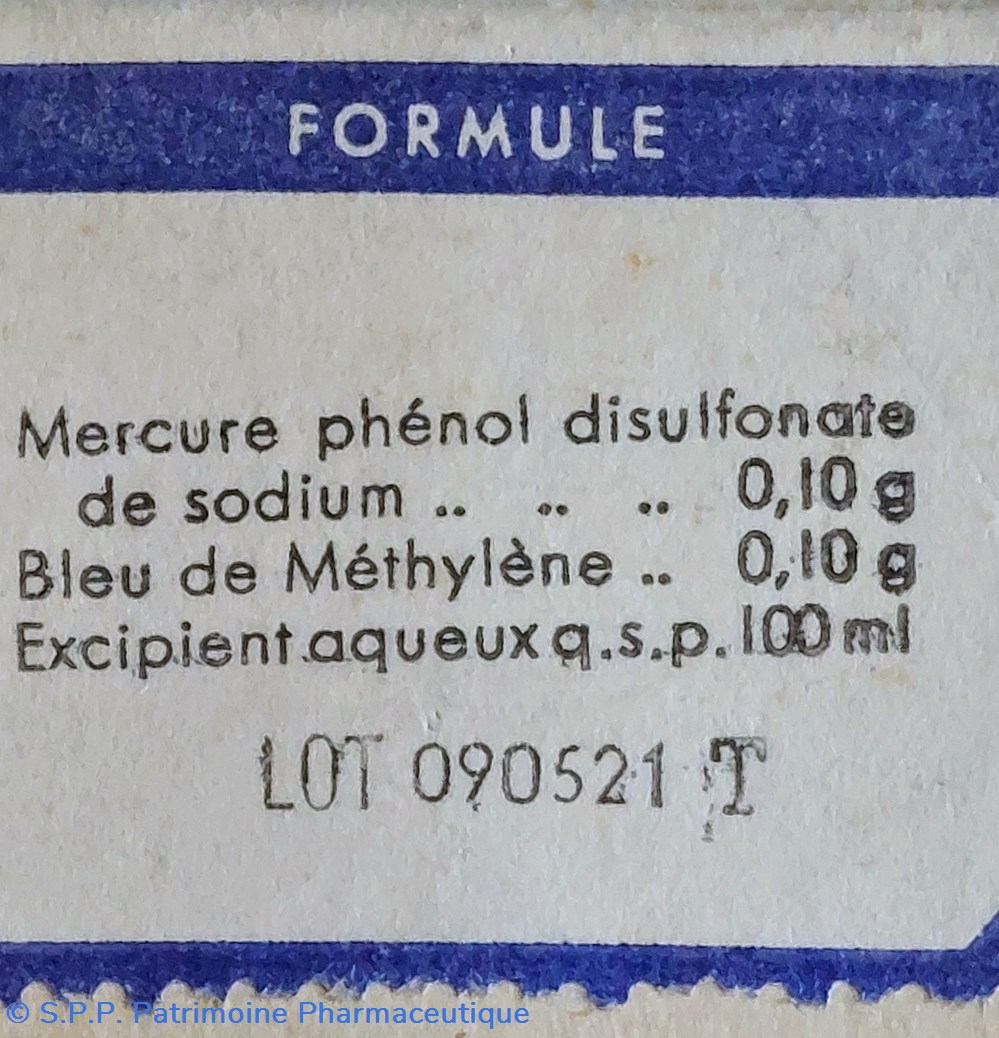 FORMULE
Mercure phénol disulfonate
de sodium .. .. .. 0,10 g
Bleu de Méthylène .. 0,10 g
Excipient aqueux q.s.p. 100 ml
LOT 090521 T
© S.P.P. Patrimoine Pharmaceutique